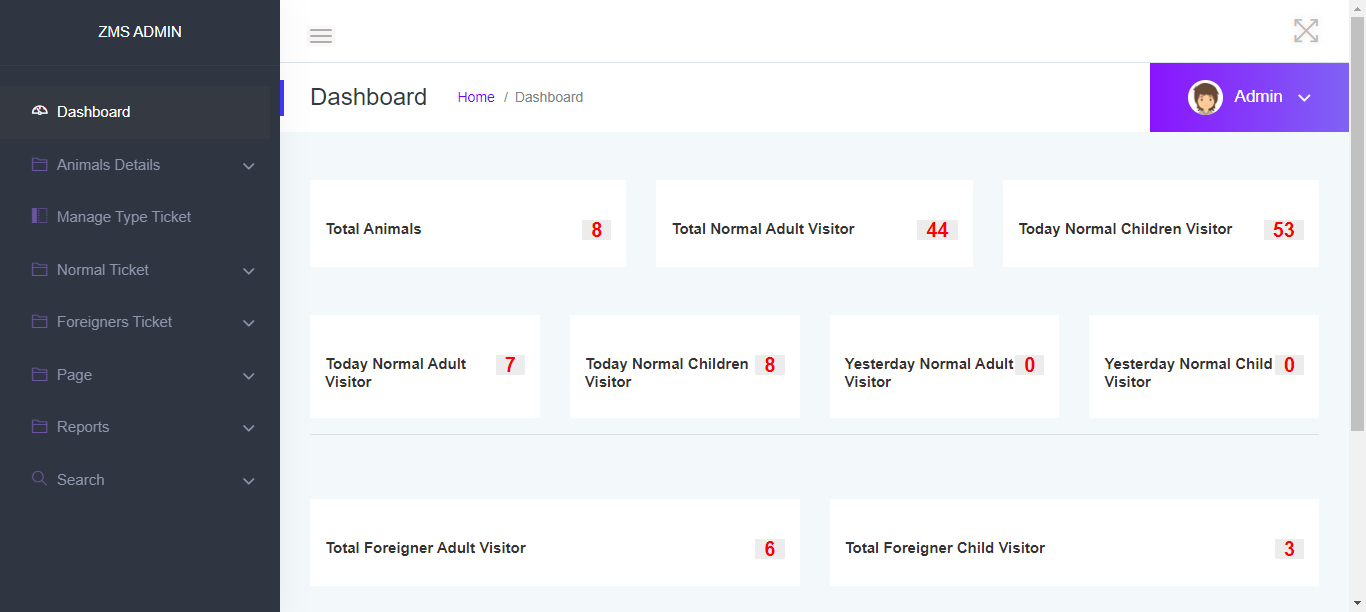 ZMS ADMIN
Dashboard
Animals Details
Manage Type Ticket
Normal Ticket
Foreigners Ticket
Page
Reports
Search
Dashboard
Home / Dashboard
Admin
Total Animals
8
Total Normal Adult Visitor
44
Today Normal Children Visitor
53
Today Normal Adult
Visitor
7
Today Normal Children
Visitor
8
Yesterday Normal Adult
Visitor
0
Yesterday Normal Child
Visitor
0
Total Foreigner Adult Visitor
6
Total Foreigner Child Visitor
3